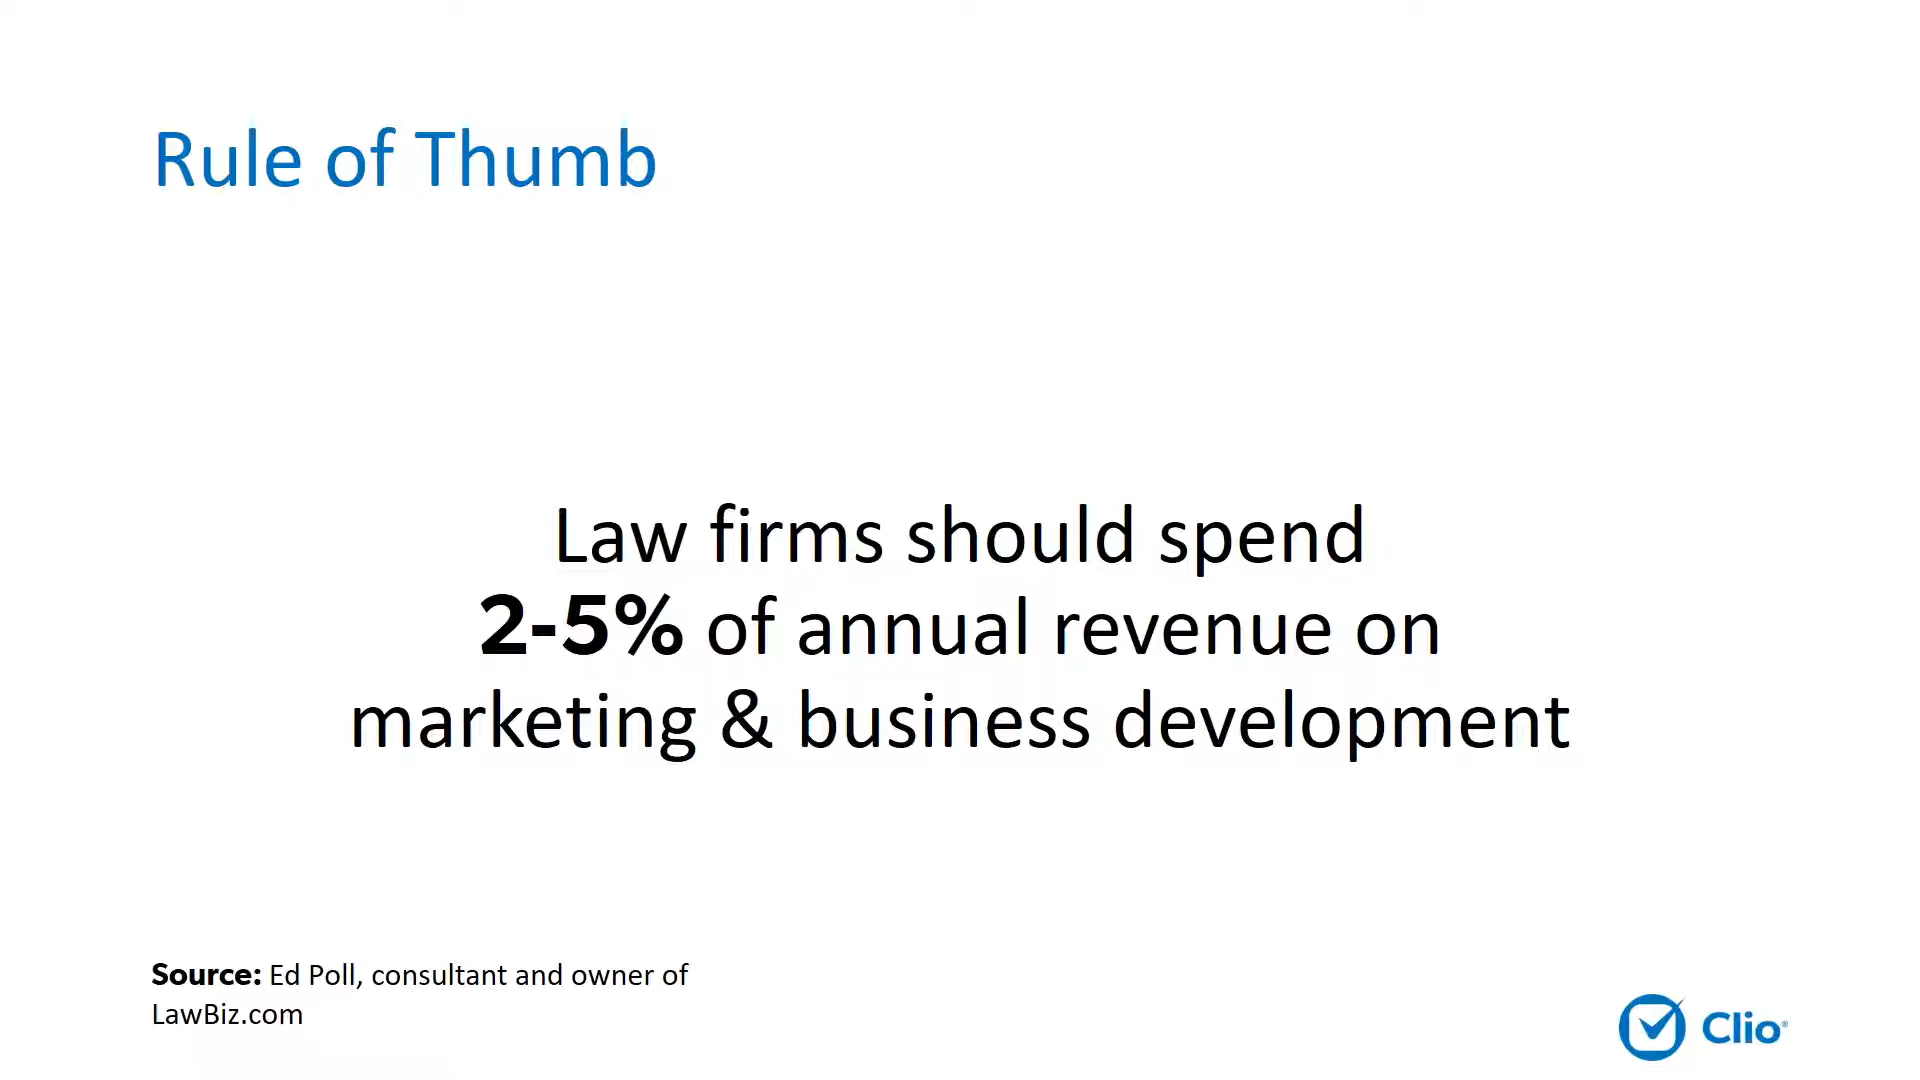 Rule of Thumb
Law firms should spend
2-5% of annual revenue on
marketing & business development
Source: Ed Poll, consultant and owner of
LawBiz.com
Clio®